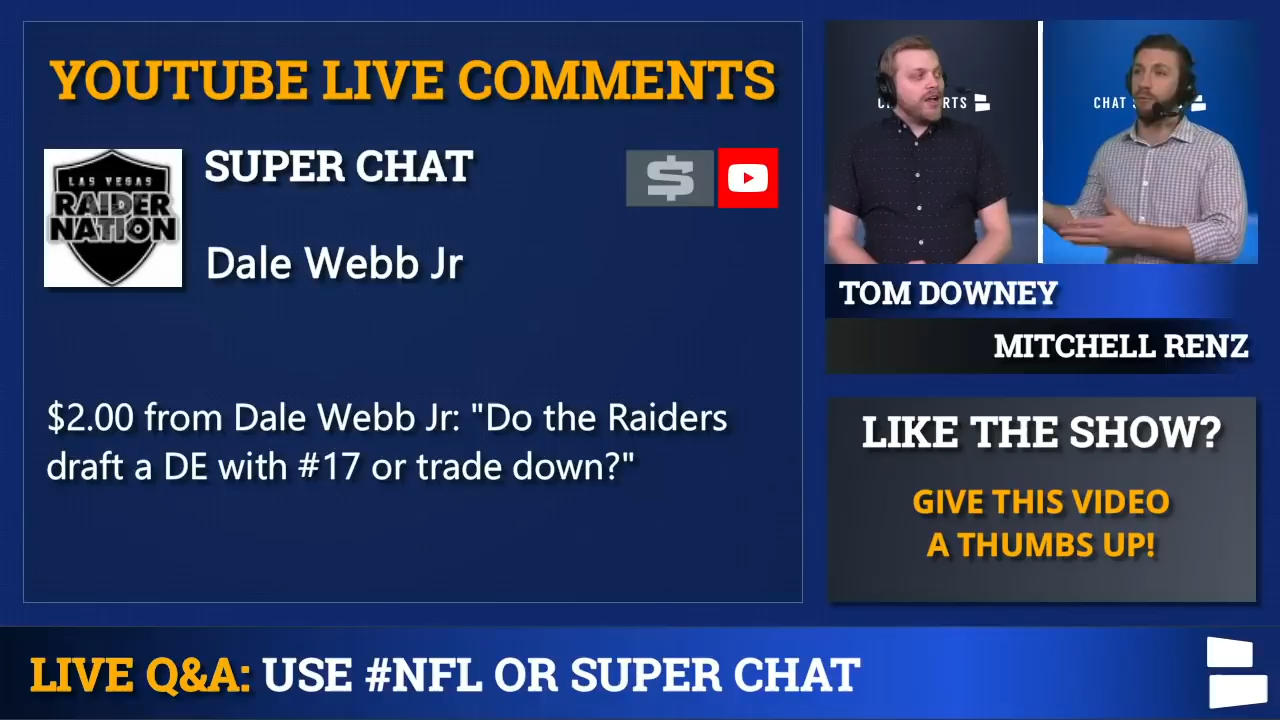 YOUTUBE LIVE COMMENTS
LAS VEGAS
RAIDER
NATION
SUPER CHAT
$
Dale Webb Jr
$2.00 from Dale Webb Jr: "Do the Raiders
draft a DE with #17 or trade down?"
CHAT
TOM DOWNEY
MITCHELL RENZ
LIKE THE SHOW?
GIVE THIS VIDEO
A THUMBS UP!
LIVE Q&A: USE #NFL OR SUPER CHAT